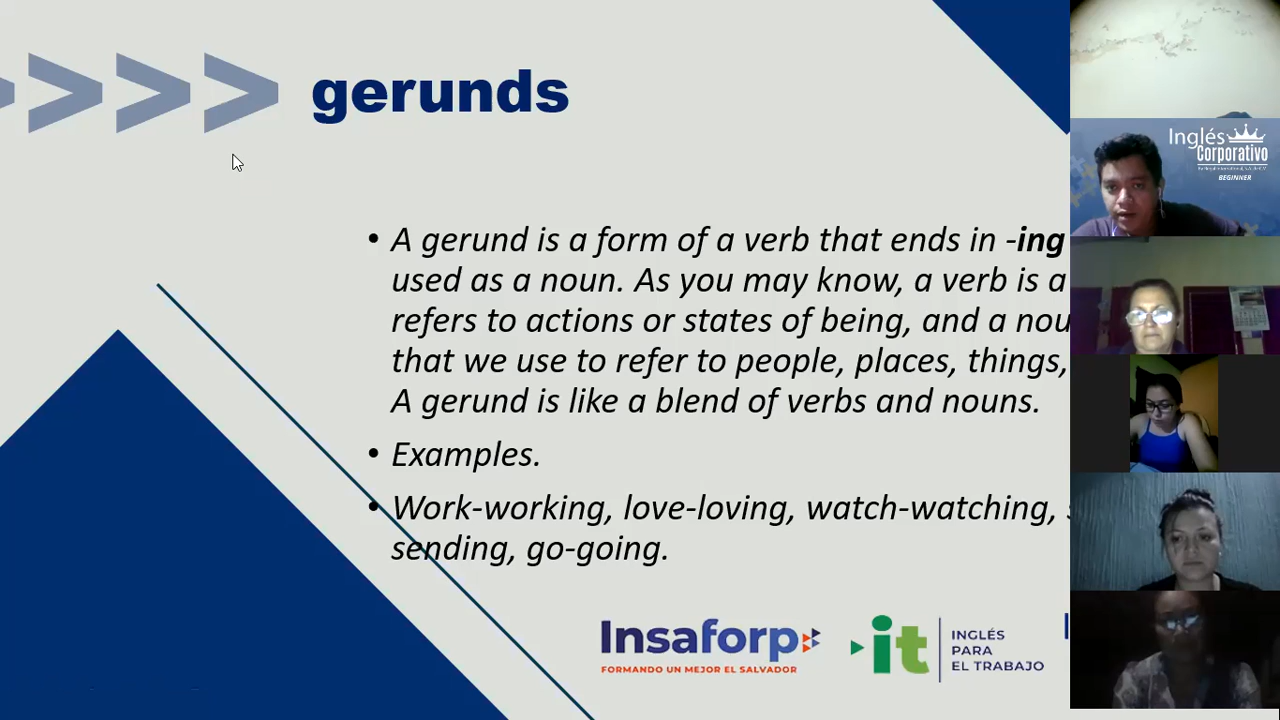 gerunds
• A gerund is a form of a verb that ends in -ing
used as a noun. As you may know, a verb is a
refers to actions or states of being, and a nou
that we use to refer to people, places, things,
A gerund is like a blend of verbs and nouns.
• Examples.
• Work-working, love-loving, watch-watching, s
sending, go-going.
Insaforp
FORMANDO UN MEJOR EL SALVADOR
it
INGLÉS
PARA
EL TRABAJO
Inglés
Corporativo
BEGINNER